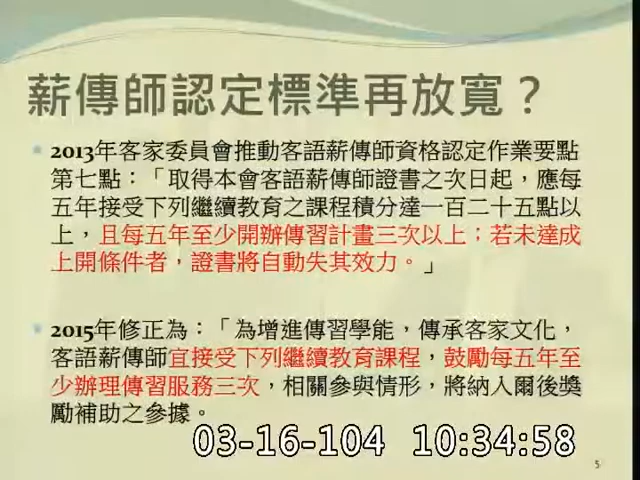 薪傳師認定標準再放寬？
2013年客家委員會推動客語薪傳師資格認定作業要點
第七點：「取得本會客語薪傳師證書之次日起，應每
五年接受下列繼續教育之課程積分達一百二十五點以
上，且每五年至少開辦傳習計畫三次以上；若未達成
上開條件者，證書將自動失其效力。」
2015年修正為：「為增進傳習學能，傳承客家文化，
客語薪傳師宜接受下列繼續教育課程，鼓勵每五年至
少辦理傳習服務三次，相關參與情形，將納入爾後獎
勵補助之參據。
03-16-104 10:34:58
5